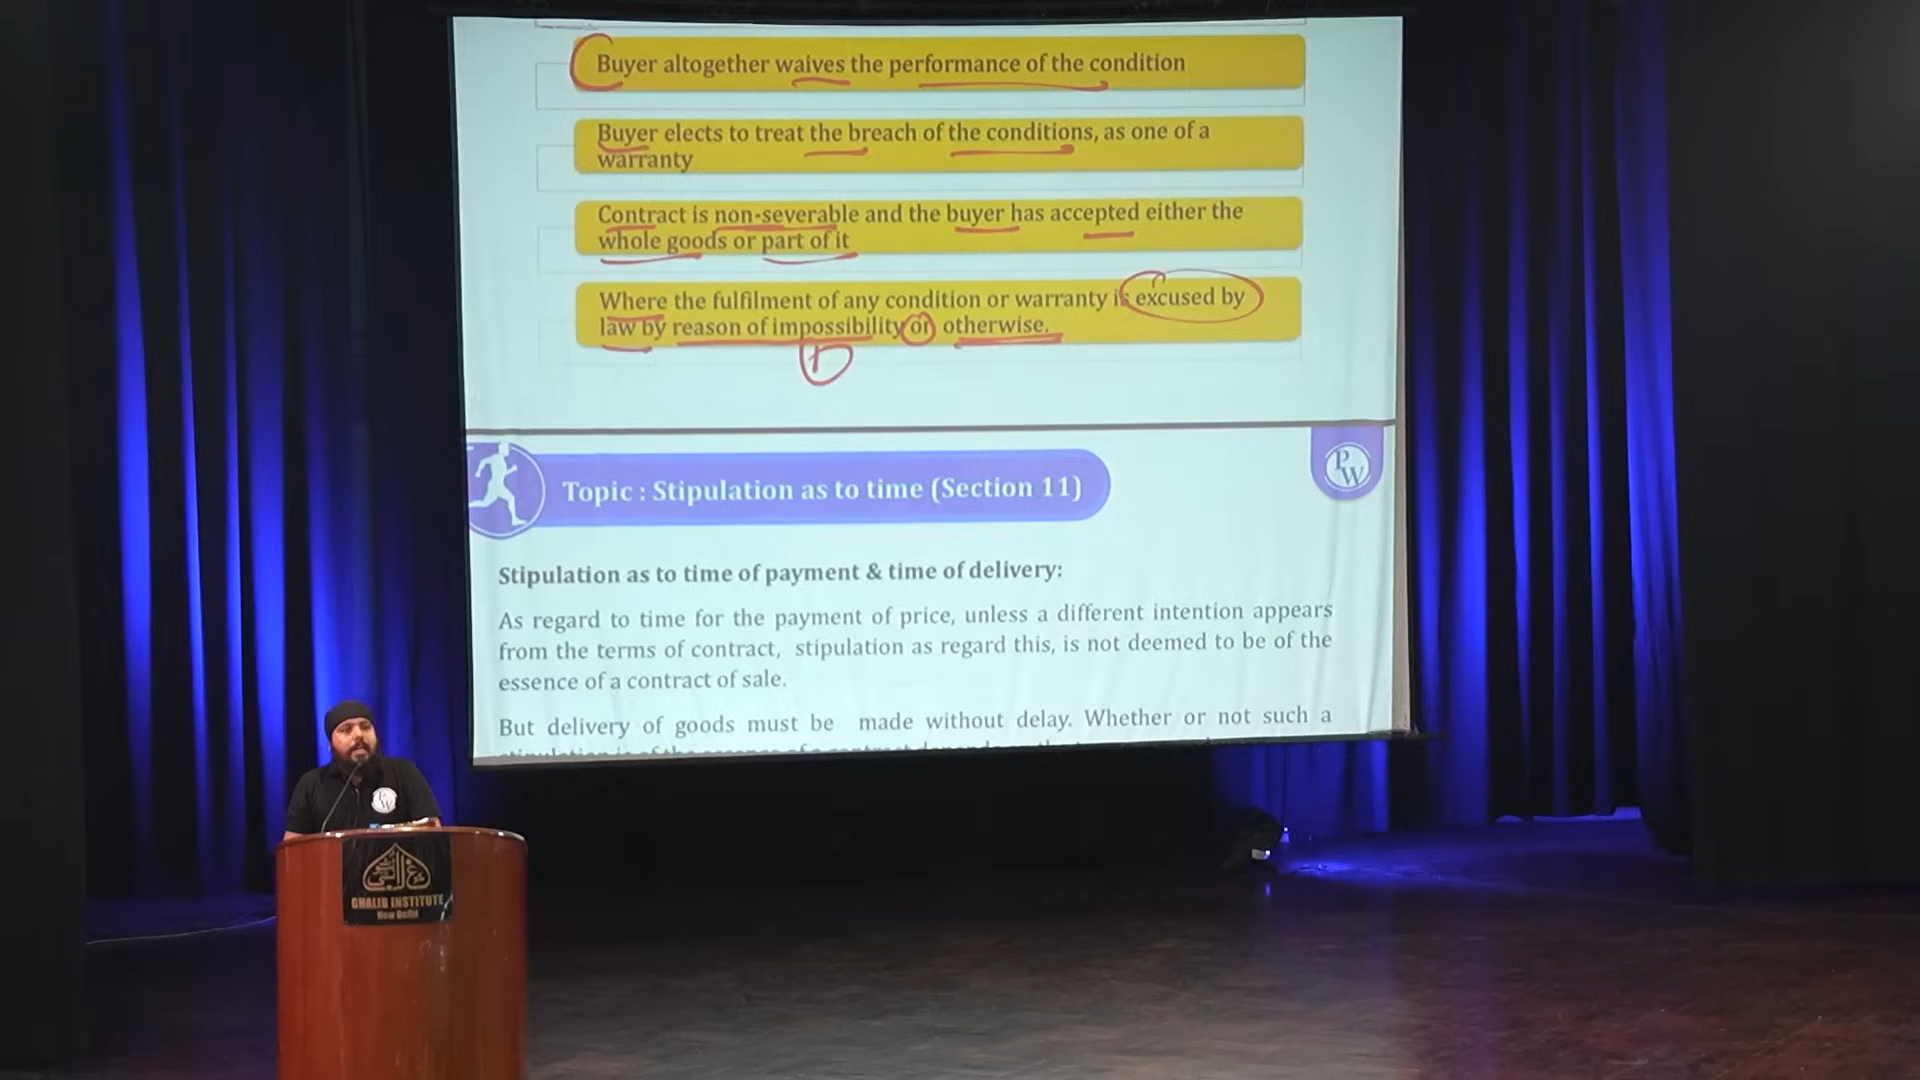 Buyer altogether waives the performance of the condition
Buyer elects to treat the breach of the conditions, as one of a
warranty
Contract is non-severable and the buyer has accepted either the
whole goods or part of it
Where the fulfilment of any condition or warranty is excused by
law by reason of impossibility or otherwise.
PW
Topic : Stipulation as to time (Section 11)
Stipulation as to time of payment & time of delivery:
As regard to time for the payment of price, unless a different intention appears
from the terms of contract, stipulation as regard this, is not deemed to be of the
essence of a contract of sale.
But delivery of goods must be made without delay. Whether or not such a
PW
GHALIB INSTITUTE
New Delhi